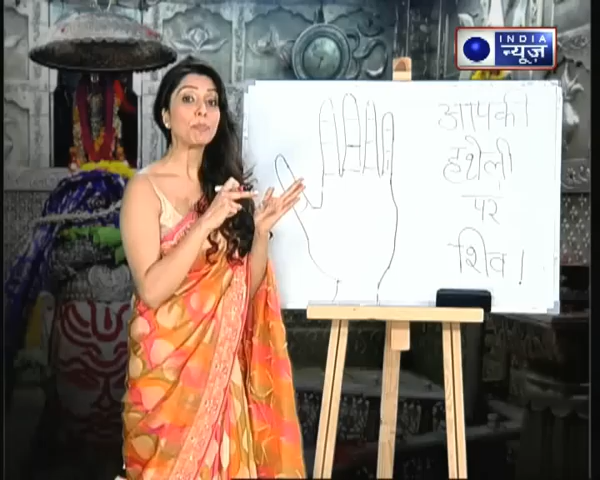 INDIA
न्यूज़
आपकी
हथेली
पर
शिव!